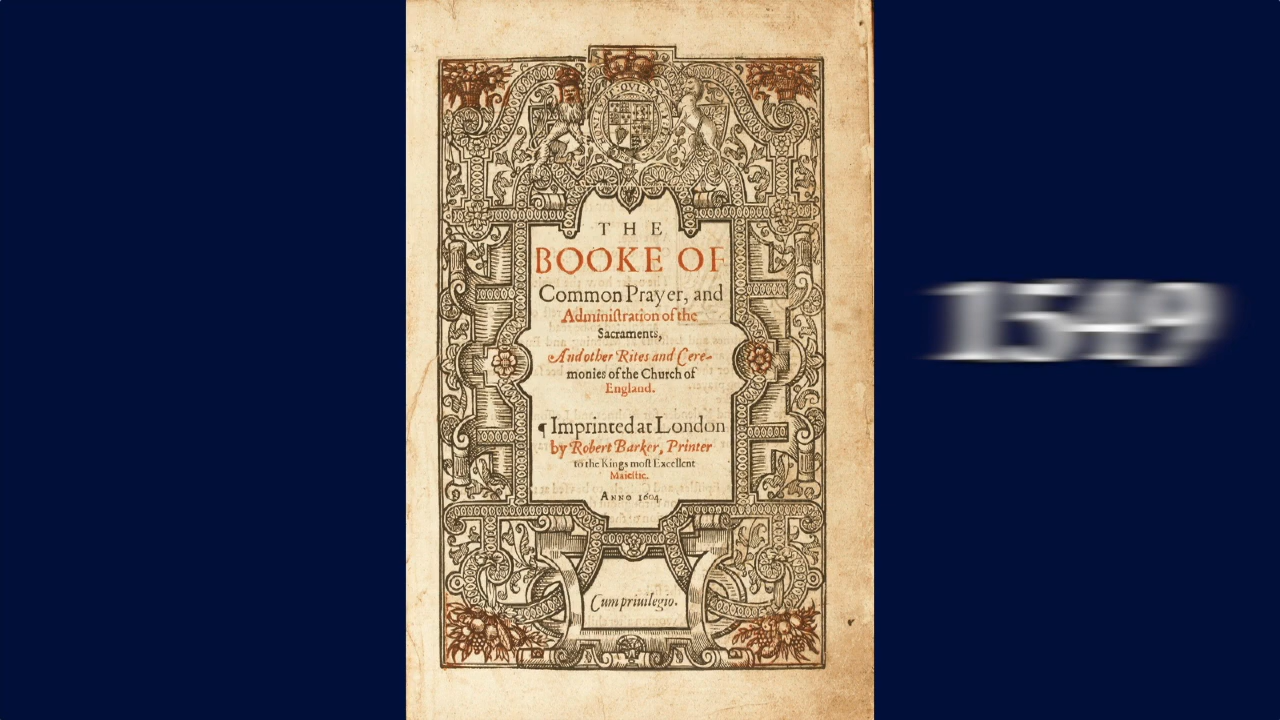 THE
BOOKE OF
Common Prayer, and
Adminiſtration of the
Sacraments,
And other Rites and Cere-
monies of the Church of
England.
¶ Imprinted at London
by Robert Barker, Printer
to the Kings moſt Excellent
Maieſtie.
ANNO 1604.
Cum priuilegio.
1549